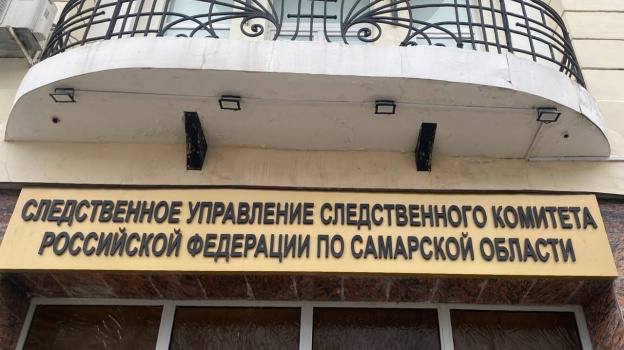 СЛЕДСТВЕННОЕ УПРАВЛЕНИЕ СЛЕДСТВЕННОГО КОМИТЕТА
РОССИЙСКОЙ ФЕДЕРАЦИИ ПО САМАРСКОЙ ОБЛАСТИ